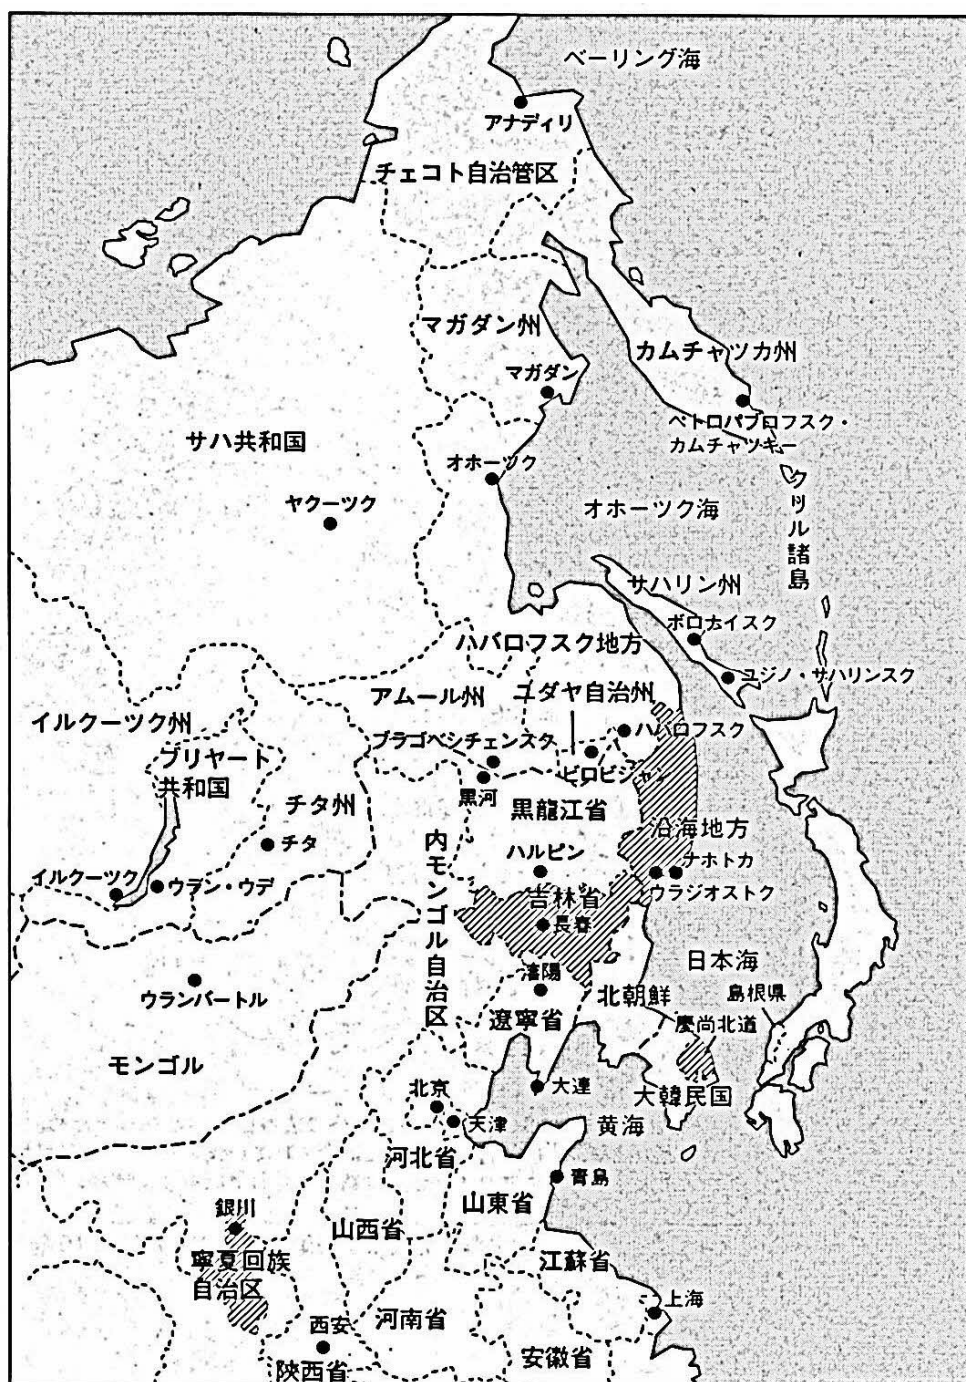 ベーリング海
アナディリ
チェコト自治管区
マガダン州
カムチャツカ州
マガダン
ペトロパブロフスク・
カムチャツキー
サハ共和国
オホーツク
クリル諸島
ヤクーツク
オホーツク海
サハリン州
ポロナイスク
ハバロフスク地方
ユジノ・サハリンスク
アムール州
ユダヤ自治州
イルクーツク州
ハバロフスク
ブラゴベシチェンスク
ブリヤート
共和国
ビロビジャン
黒河
チタ州
黒龍江省
沿海地方
チタ
内モンゴル自治区
ハルビン
ナホトカ
イルクーツク
ウラン・ウデ
ウラジオストク
吉林省
長春
日本海
瀋陽
ウランバートル
北朝鮮
島根県
遼寧省
慶尚北道
モンゴル
北京
大連
大韓民国
天津
黄海
河北省
青島
山東省
銀川
山西省
寧夏回族
自治区
江蘇省
上海
西安
河南省
安徽省
陝西省